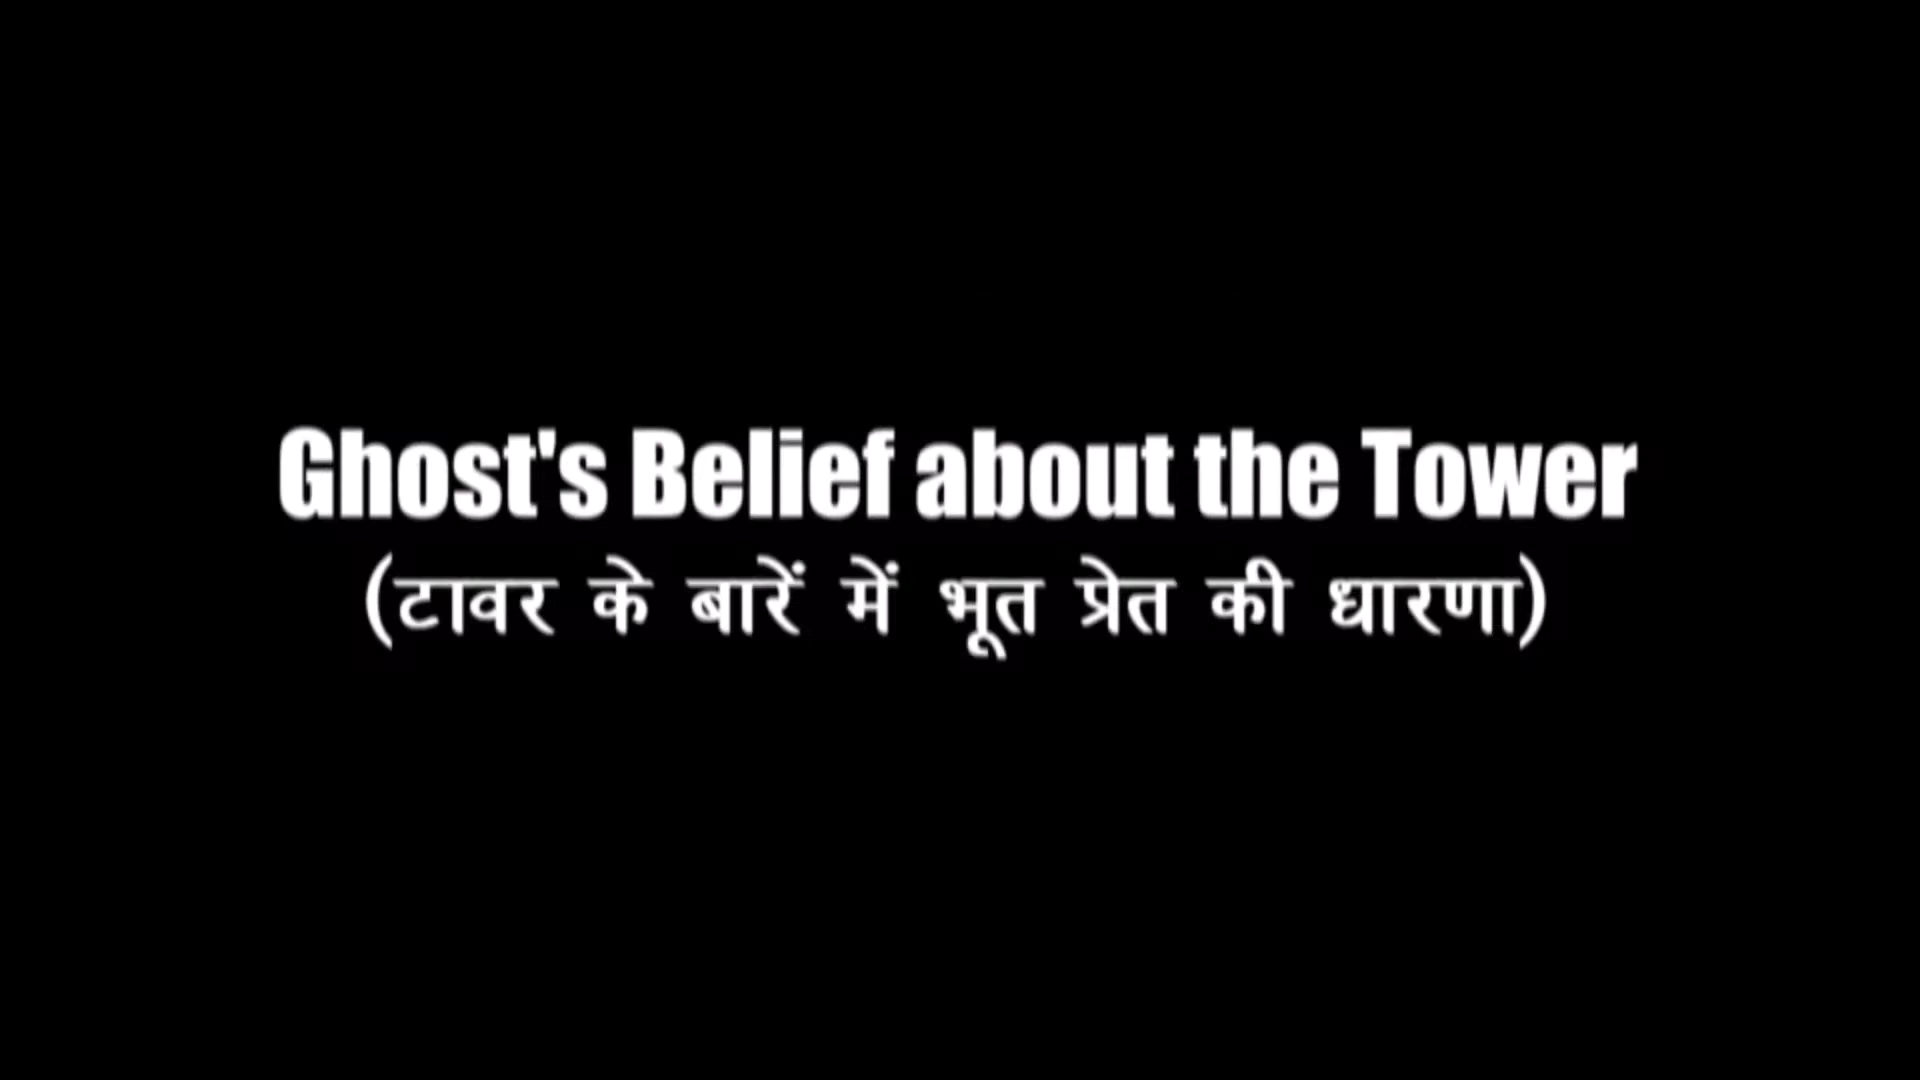 Ghost's Belief about the Tower
(टावर के बारें में भूत प्रेत की धारणा)